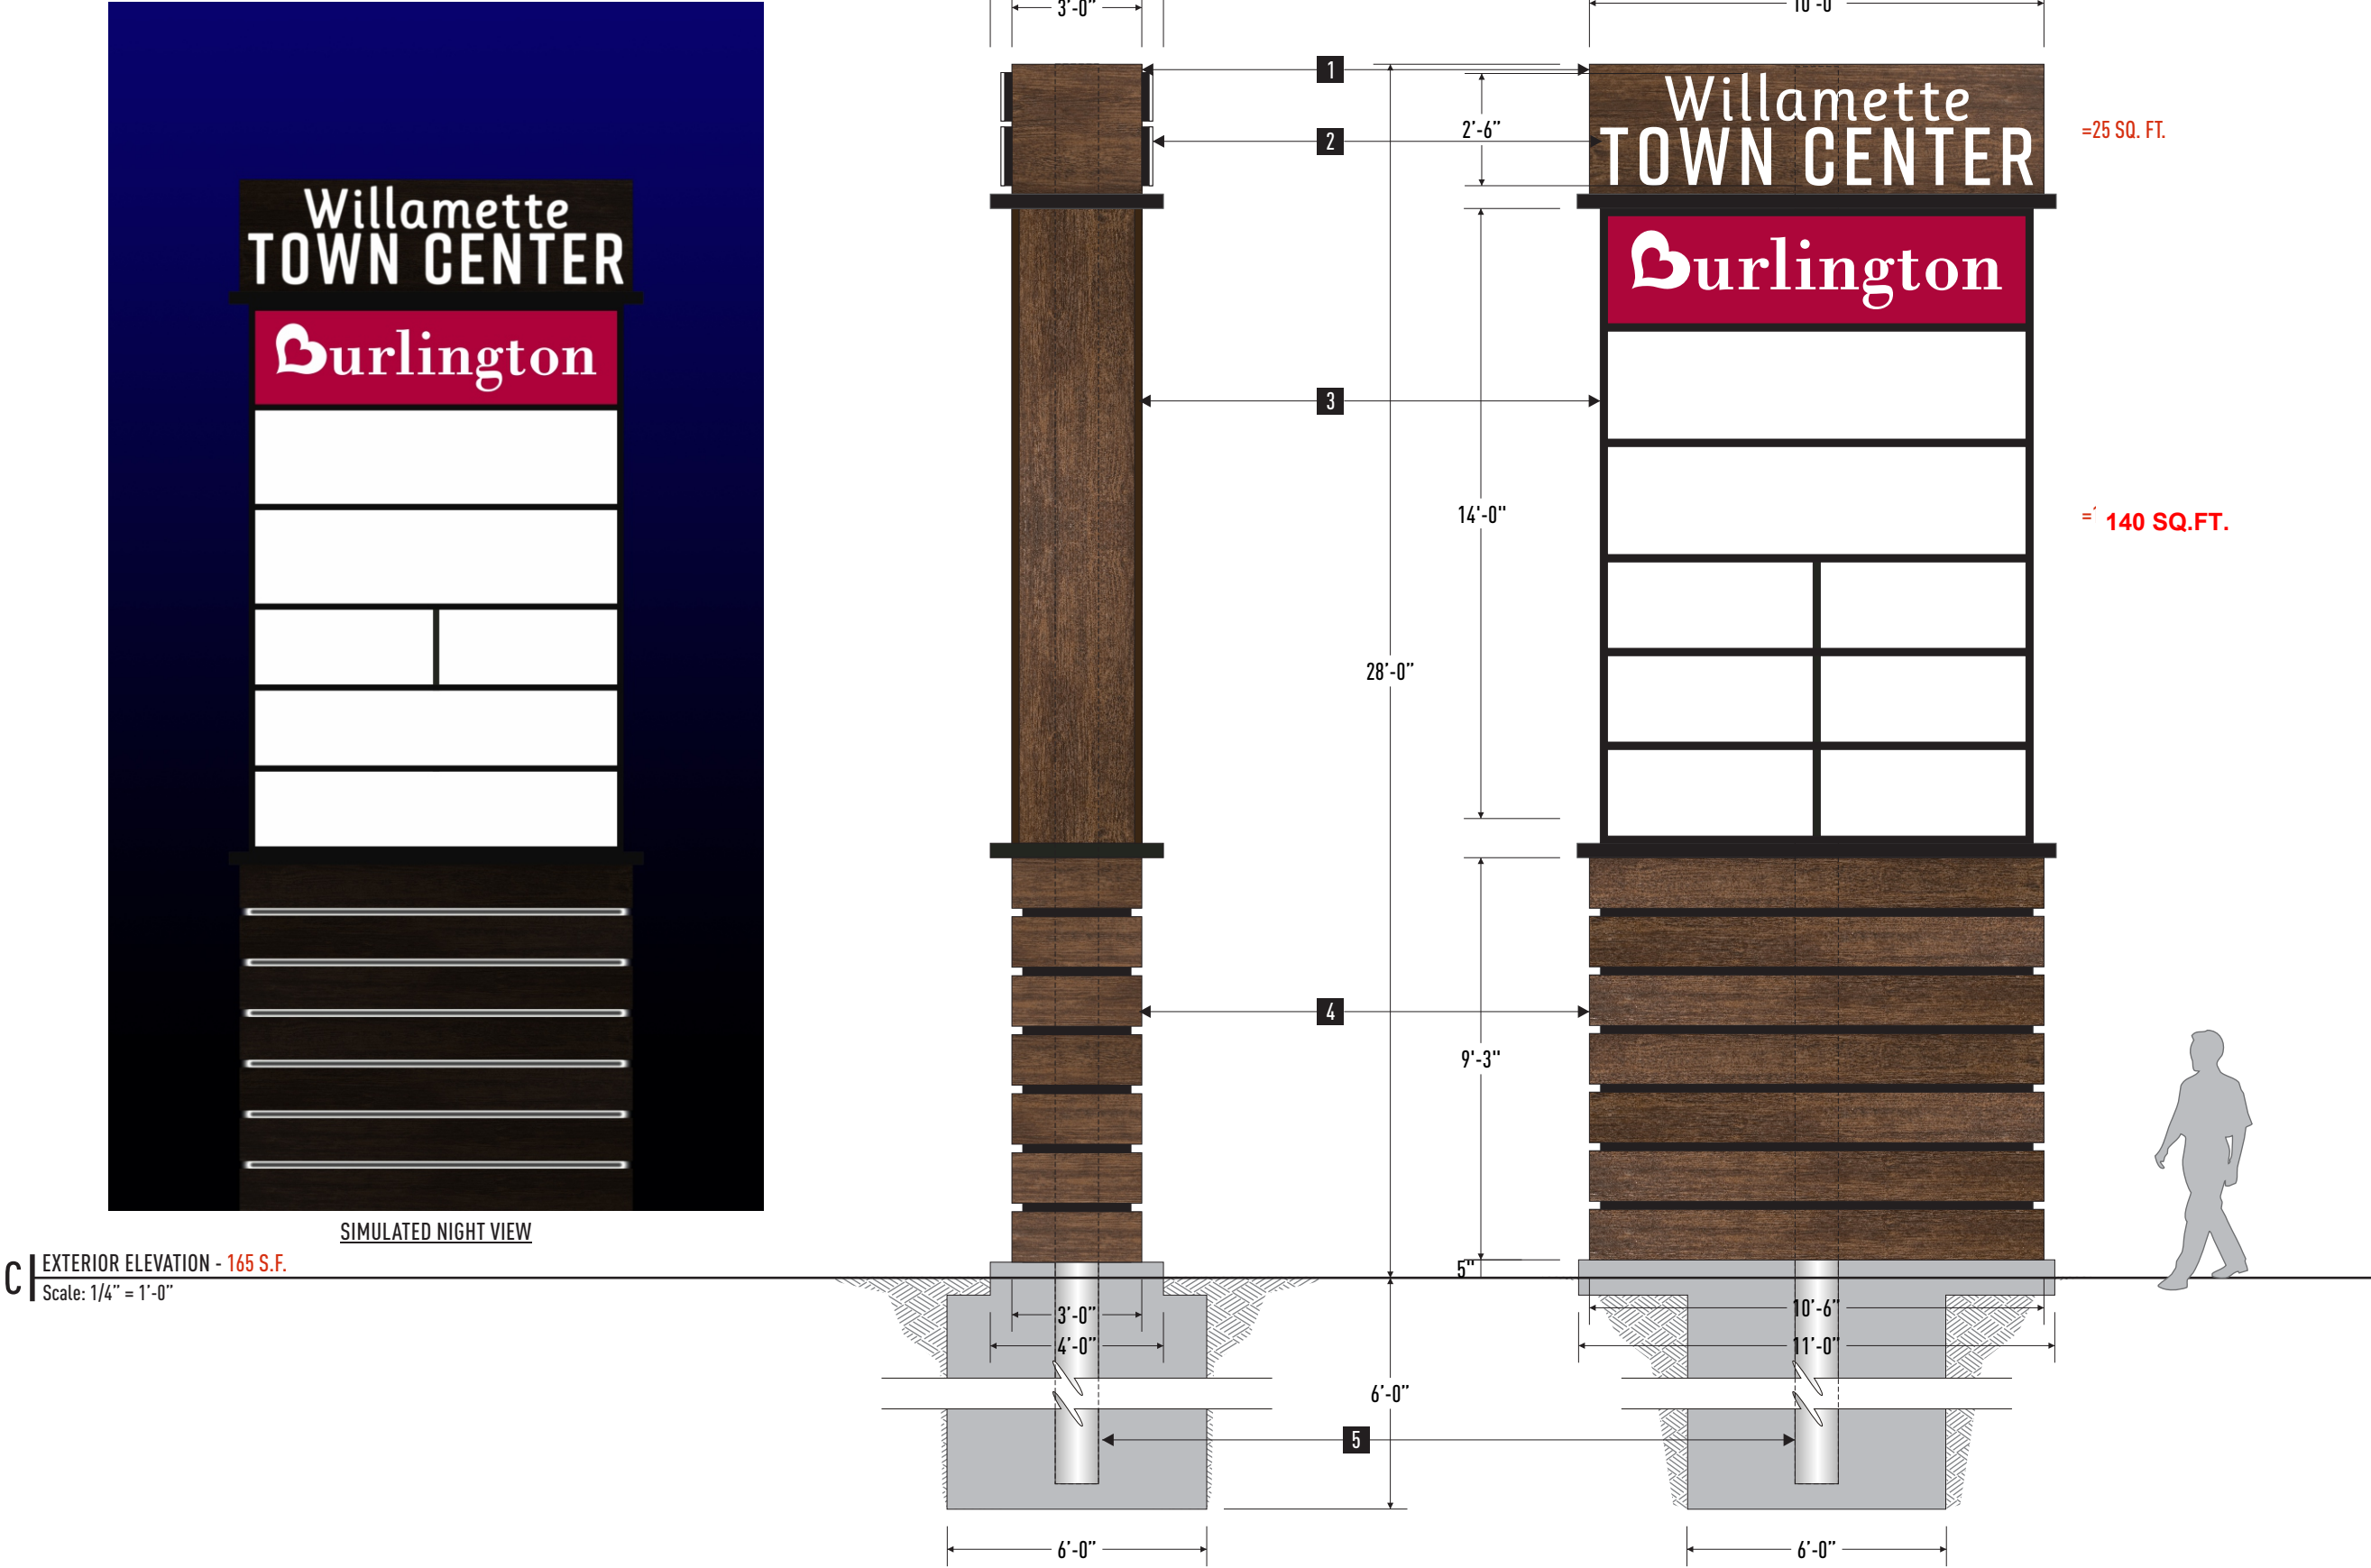 Willamette
TOWN CENTER
Burlington
SIMULATED NIGHT VIEW
C
EXTERIOR ELEVATION - 165 S.F.
Scale: 1/4” = 1’-0”
3’-0”
10’-0”
1
2
3
4
5
2’-6”
14'-0"
28’-0”
9'-3"
5"
6’-0”
Willamette
TOWN CENTER
Burlington
=25 SQ. FT.
= 140 SQ.FT.
3’-0”
4’-0”
6’-0”
10’-6”
11’-0”
6’-0”